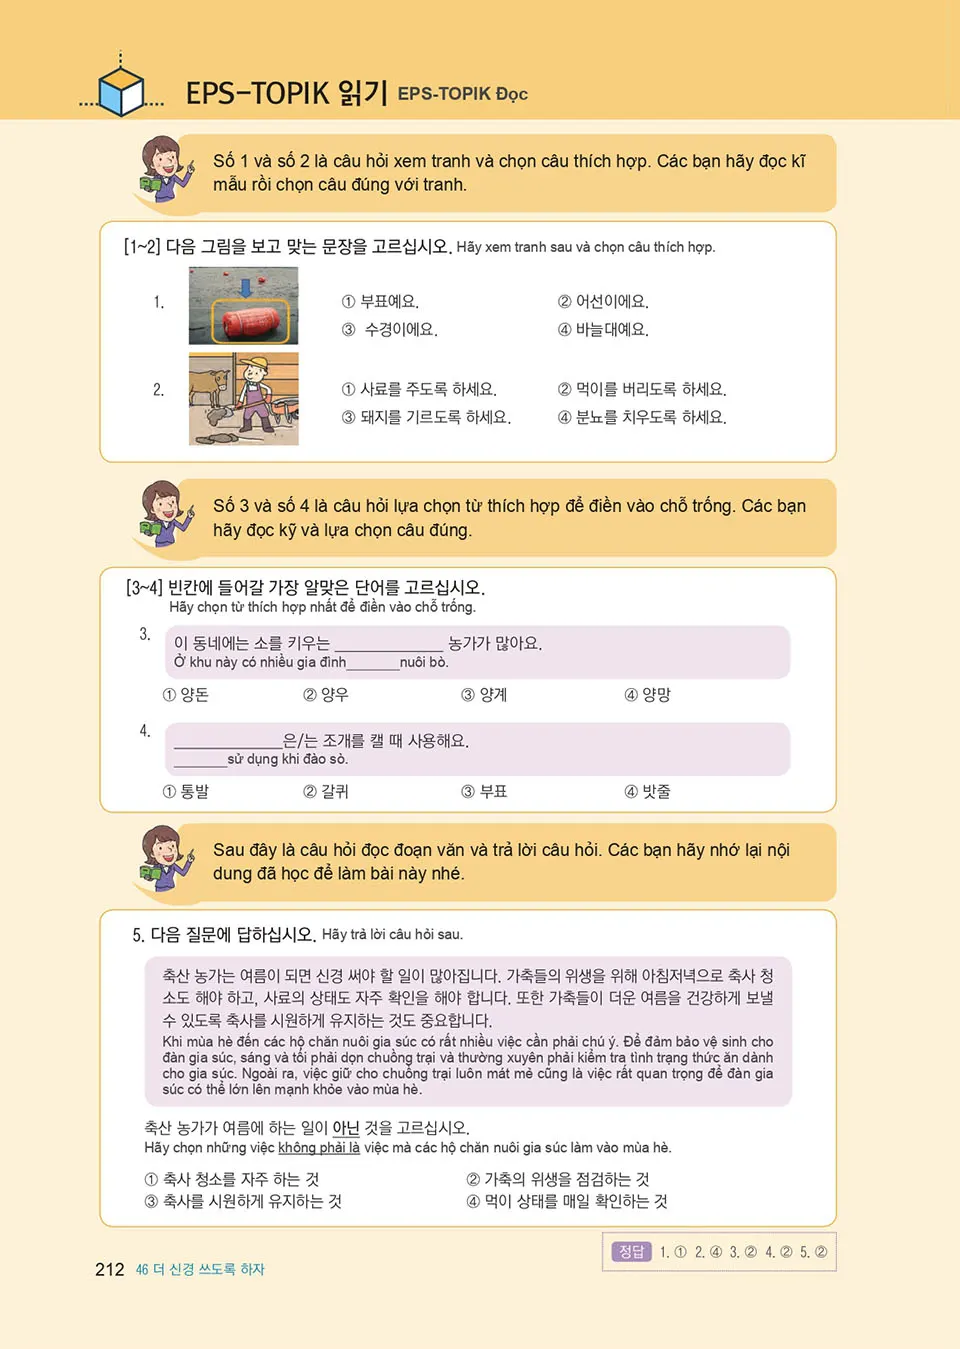 EPS-TOPIK 읽기 EPS-TOPIK Đọc
Số 1 và số 2 là câu hỏi xem tranh và chọn câu thích hợp. Các bạn hãy đọc kĩ
mẫu rồi chọn câu đúng với tranh.
[1~2] 다음 그림을 보고 맞는 문장을 고르십시오. Hãy xem tranh sau và chọn câu thích hợp.
1.
① 부표예요. ② 어선이에요.
③ 수경이에요. ④ 바늘대예요.
2.
① 사료를 주도록 하세요. ② 먹이를 버리도록 하세요.
③ 돼지를 기르도록 하세요. ④ 분뇨를 치우도록 하세요.
Số 3 và số 4 là câu hỏi lựa chọn từ thích hợp để điền vào chỗ trống. Các bạn
hãy đọc kỹ và lựa chọn câu đúng.
[3~4] 빈칸에 들어갈 가장 알맞은 단어를 고르십시오.
Hãy chọn từ thích hợp nhất để điền vào chỗ trống.
3. 이 동네에는 소를 키우는 ______________ 농가가 많아요.
Ở khu này có nhiều gia đình________nuôi bò.
① 양돈 ② 양우 ③ 양계 ④ 양망
4. ______________은/는 조개를 캘 때 사용해요.
________sử dụng khi đào sò.
① 통발 ② 갈퀴 ③ 부표 ④ 밧줄
Sau đây là câu hỏi đọc đoạn văn và trả lời câu hỏi. Các bạn hãy nhớ lại nội
dung đã học để làm bài này nhé.
5. 다음 질문에 답하십시오. Hãy trả lời câu hỏi sau.
축산 농가는 여름이 되면 신경 써야 할 일이 많아집니다. 가축들의 위생을 위해 아침저녁으로 축사 청
소도 해야 하고, 사료의 상태도 자주 확인을 해야 합니다. 또한 가축들이 더운 여름을 건강하게 보낼
수 있도록 축사를 시원하게 유지하는 것도 중요합니다.
Khi mùa hè đến các hộ chăn nuôi gia súc có rất nhiều việc cần phải chú ý. Để đảm bảo vệ sinh cho
đàn gia súc, sáng và tối phải dọn chuồng trại và thường xuyên phải kiểm tra tình trạng thức ăn dành
cho gia súc. Ngoài ra, việc giữ cho chuồng trại luôn mát mẻ cũng là việc rất quan trọng để đàn gia
súc có thể lớn lên mạnh khỏe vào mùa hè.
축산 농가가 여름에 하는 일이 아닌 것을 고르십시오.
Hãy chọn những việc không phải là việc mà các hộ chăn nuôi gia súc làm vào mùa hè.
① 축사 청소를 자주 하는 것 ② 가축의 위생을 점검하는 것
③ 축사를 시원하게 유지하는 것 ④ 먹이 상태를 매일 확인하는 것
정답 1. ① 2. ④ 3. ② 4. ② 5. ②
212 46 더 신경 쓰도록 하자